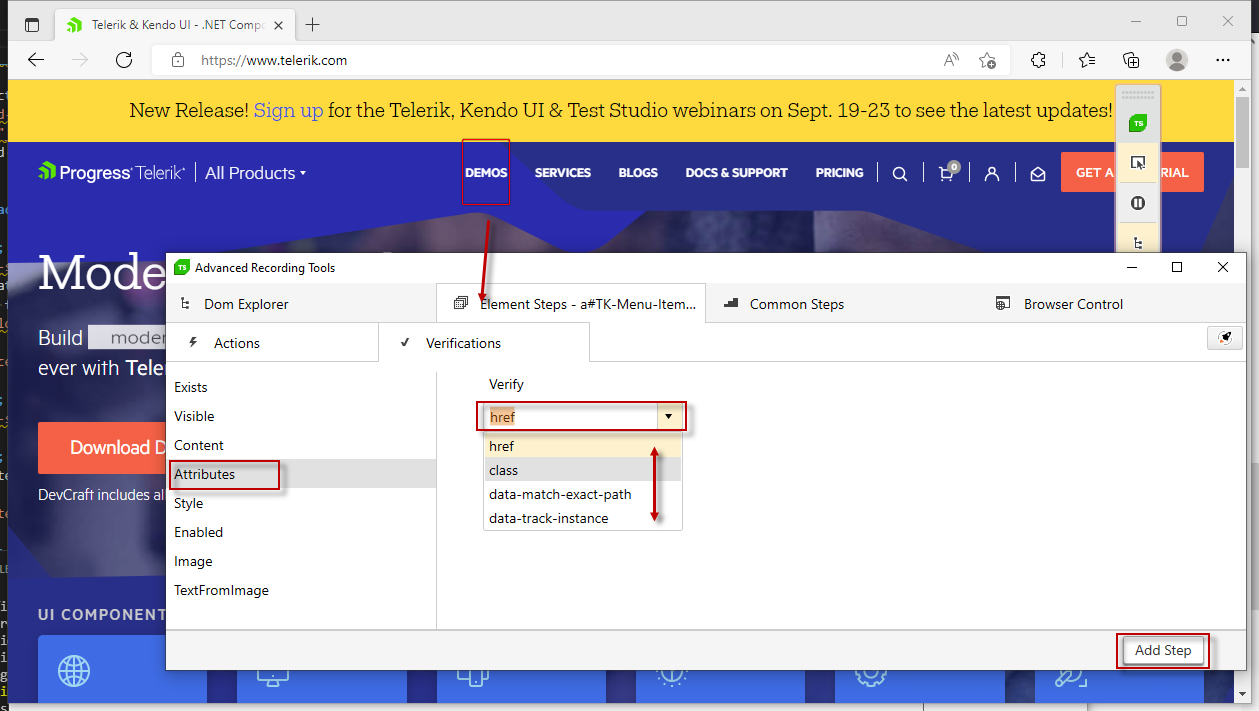 Telerik & Kendo UI - .NET Compo
https://www.telerik.com
New Release! Sign up for the Telerik, Kendo UI & Test Studio webinars on Sept. 19-23 to see the latest updates!
TS
Progress Telerik
All Products
DEMOS
SERVICES
BLOGS
DOCS & SUPPORT
PRICING
0
GET A
RIAL
Mode
Build moder
ever with Teler
Download D
DevCraft includes all
UI COMPONENT
TS Advanced Recording Tools
Dom Explorer
Element Steps - a#TK-Menu-Item...
Common Steps
Browser Control
Actions
Verifications
Exists
Visible
Content
Attributes
Style
Enabled
Image
TextFromImage
Verify
href
href
class
data-match-exact-path
data-track-instance
Add Step